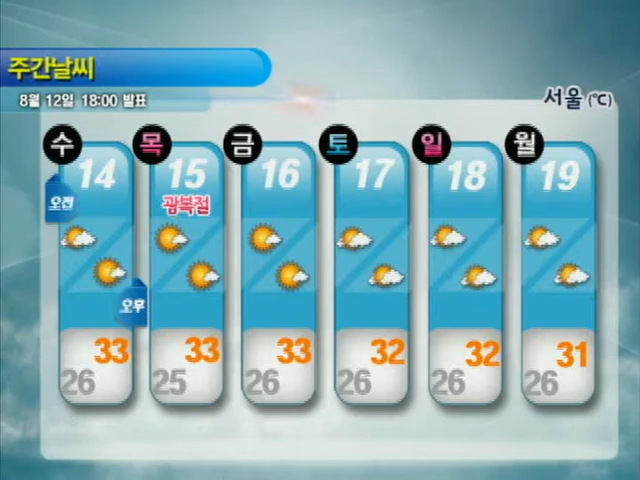 주간날씨
8월 12일 18:00 발표
서울(℃)
수 목 금 토 일 월
14 15 16 17 18 19
광복절
오전
오후
33 33 33 32 32 31
26 25 26 26 26 26